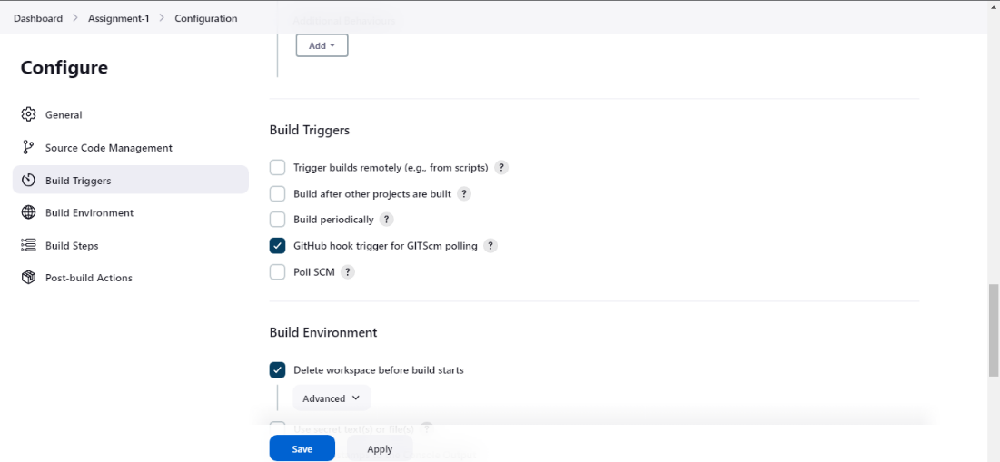 Dashboard > Assignment-1 > Configuration
Add
Configure
General
Source Code Management
Build Triggers
Build Environment
Build Steps
Post-build Actions
Build Triggers
Trigger builds remotely (e.g., from scripts) ?
Build after other projects are built ?
Build periodically ?
GitHub hook trigger for GITScm polling ?
Poll SCM ?
Build Environment
Delete workspace before build starts
Advanced
Use secret text(s) or file(s) ?
Save
Apply